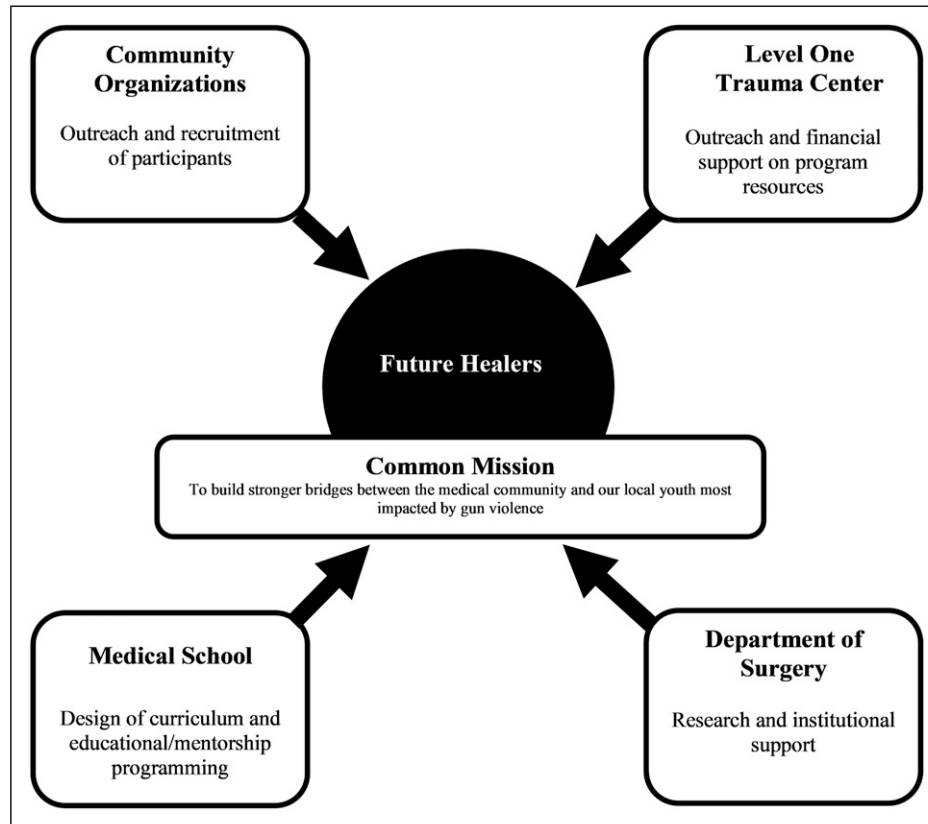 Community
Organizations
Outreach and recruitment
of participants
Level One
Trauma Center
Outreach and financial
support on program
resources
Future Healers
Common Mission
To build stronger bridges between the medical community and our local youth most
impacted by gun violence
Medical School
Design of curriculum and
educational/mentorship
programming
Department of
Surgery
Research and institutional
support